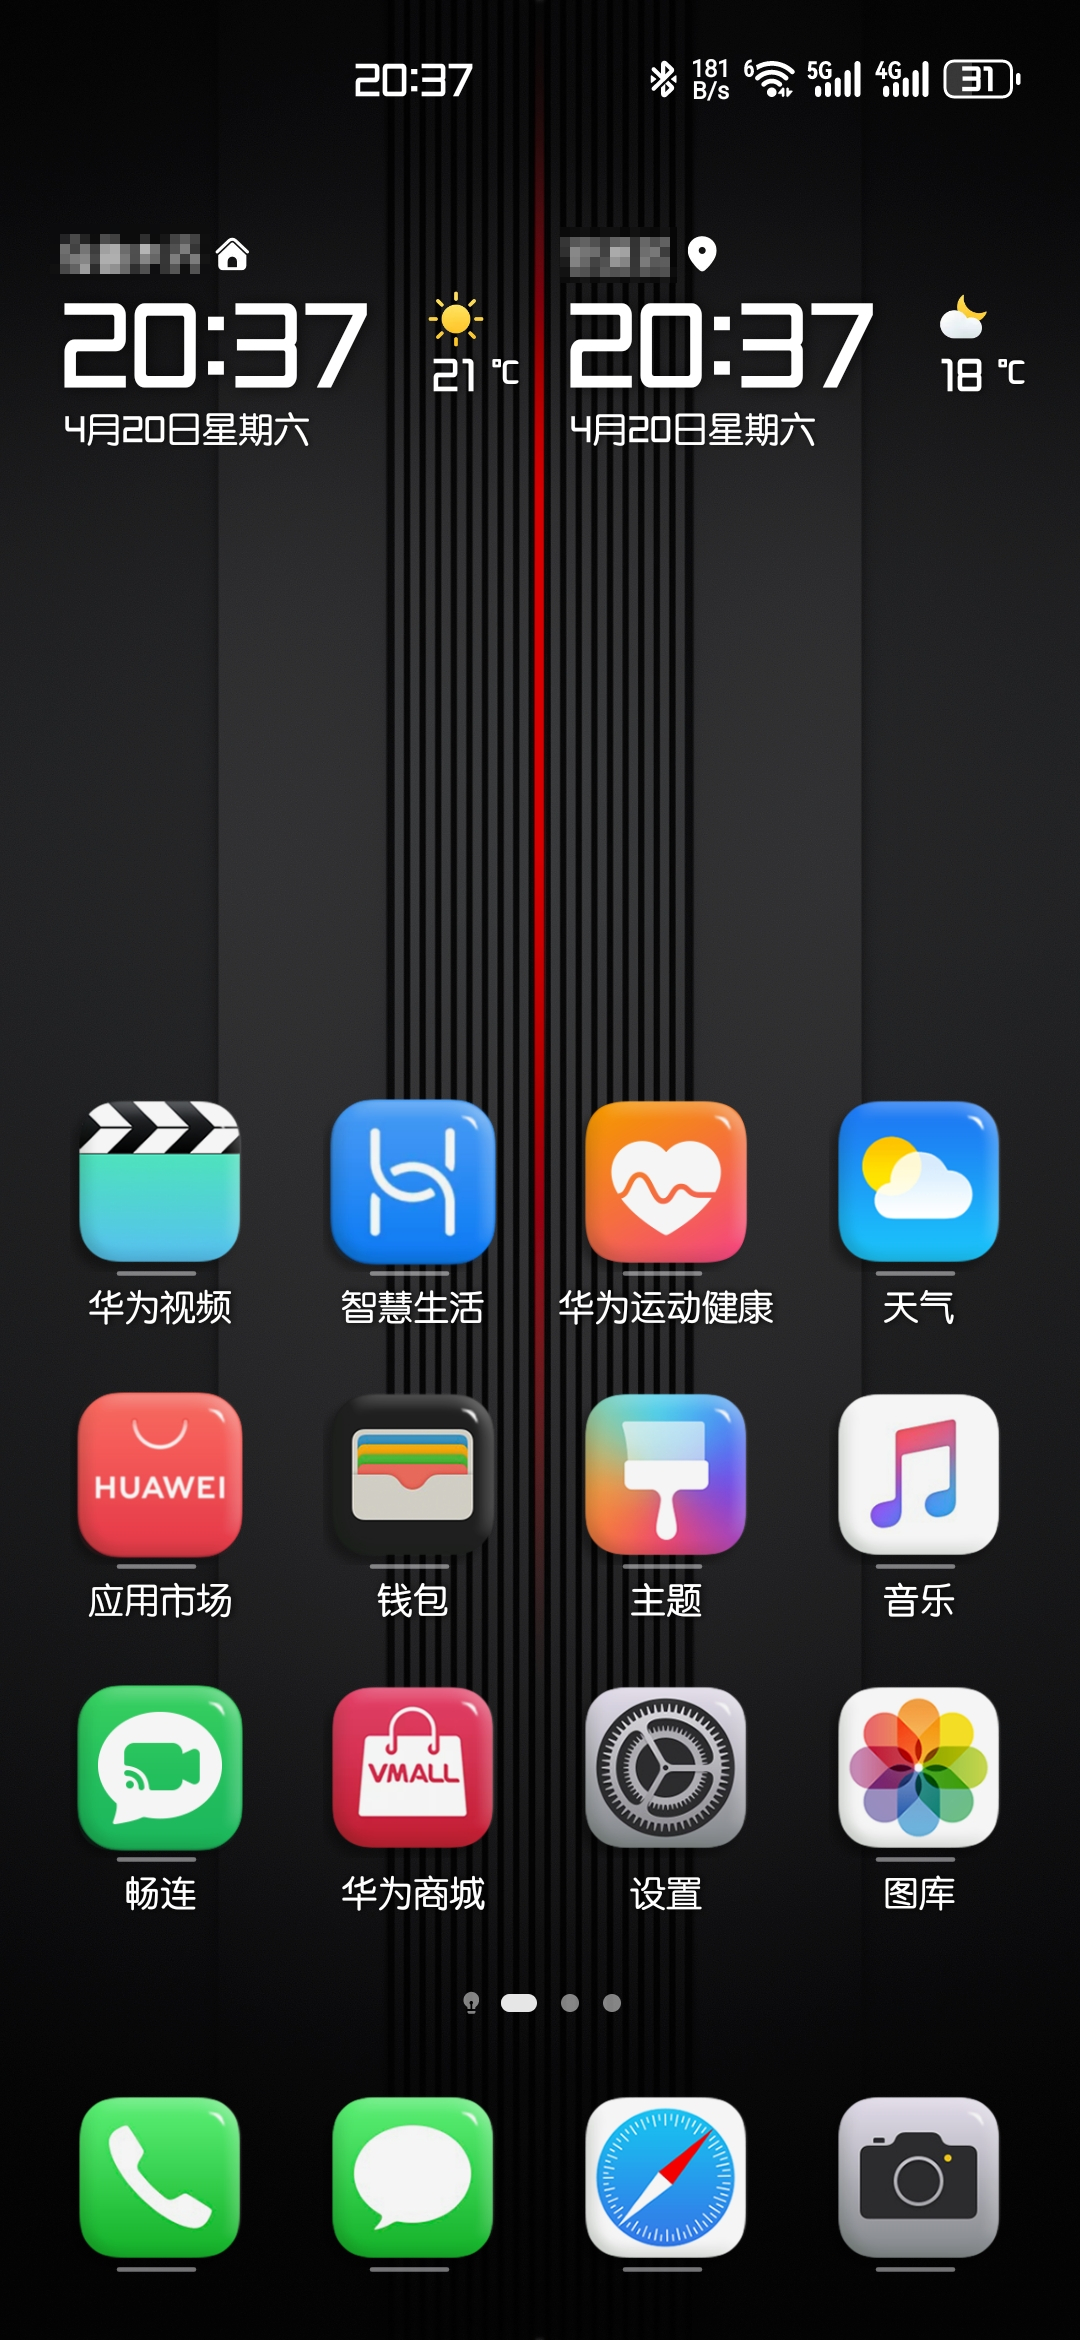 20:37
181 B/s
6
5G
4G
31
20:37
21 ℃
4月20日星期六
20:37
18 ℃
4月20日星期六
华为视频
智慧生活
华为运动健康
天气
HUAWEI
应用市场
钱包
主题
音乐
畅连
VMALL
华为商城
设置
图库